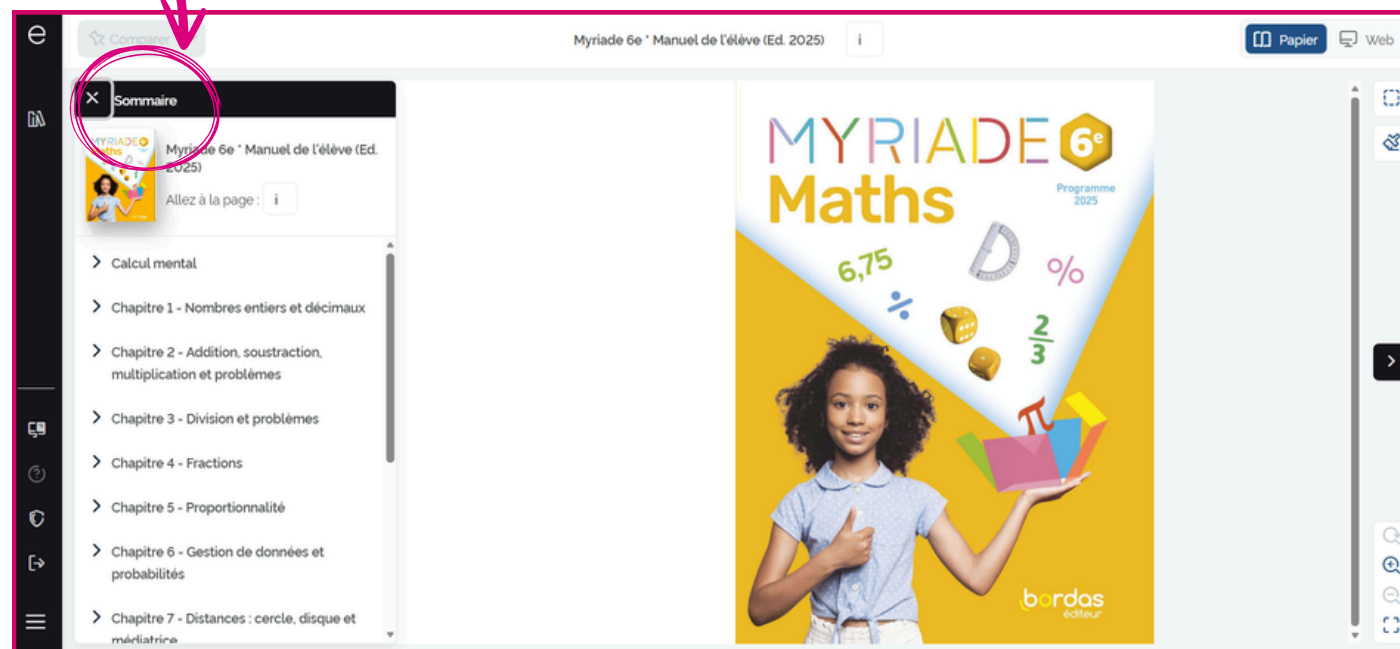 e
Comparer
Myriade 6e * Manuel de l'élève (Ed. 2025)
i
Papier
Web
Sommaire
MYRIADE 6e
Maths
Myriade 6e * Manuel de l'élève (Ed.
2025)
Allez à la page :
i
Calcul mental
Chapitre 1 - Nombres entiers et décimaux
Chapitre 2 - Addition, soustraction,
multiplication et problèmes
Chapitre 3 - Division et problèmes
Chapitre 4 - Fractions
Chapitre 5 - Proportionnalité
Chapitre 6 - Gestion de données et
probabilités
Chapitre 7 - Distances : cercle, disque et
médiatrice
MYRIADE 6e
Maths
Programme
2025
6,75
%
÷
2
3
π
bordas
éditeur